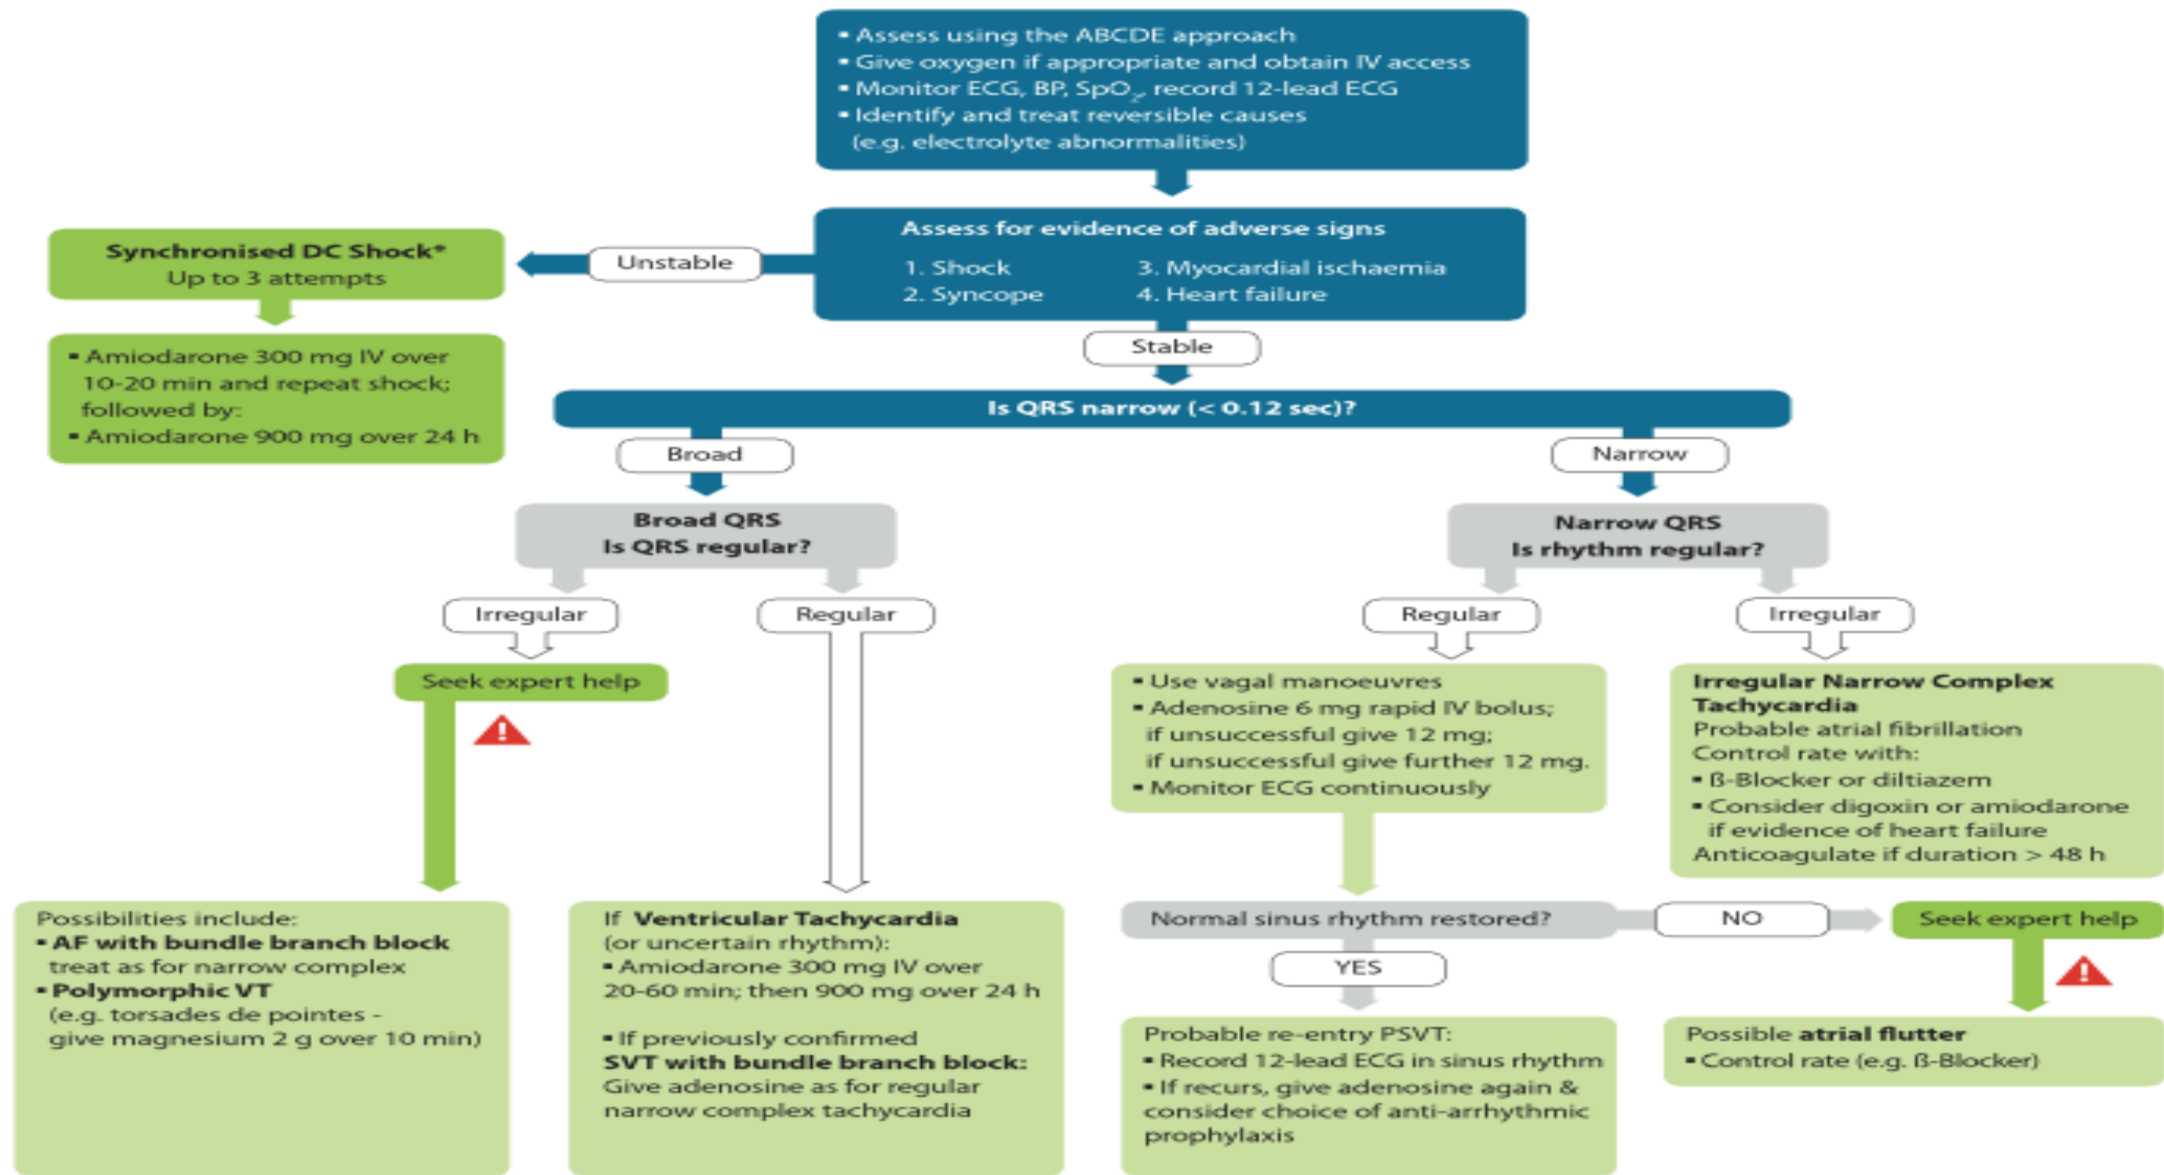 ▪ Assess using the ABCDE approach
▪ Give oxygen if appropriate and obtain IV access
▪ Monitor ECG, BP, SpO₂, record 12-lead ECG
▪ Identify and treat reversible causes
(e.g. electrolyte abnormalities)
Assess for evidence of adverse signs
1. Shock
2. Syncope
3. Myocardial ischaemia
4. Heart failure
Unstable
Synchronised DC Shock*
Up to 3 attempts
▪ Amiodarone 300 mg IV over
10-20 min and repeat shock;
followed by:
▪ Amiodarone 900 mg over 24 h
Stable
Is QRS narrow (< 0.12 sec)?
Broad
Narrow
Broad QRS
Is QRS regular?
Narrow QRS
Is rhythm regular?
Irregular
Regular
Regular
Irregular
Seek expert help
!
Possibilities include:
▪ AF with bundle branch block
treat as for narrow complex
▪ Polymorphic VT
(e.g. torsades de pointes -
give magnesium 2 g over 10 min)
If Ventricular Tachycardia
(or uncertain rhythm):
▪ Amiodarone 300 mg IV over
20-60 min; then 900 mg over 24 h
▪ If previously confirmed
SVT with bundle branch block:
Give adenosine as for regular
narrow complex tachycardia
▪ Use vagal manoeuvres
▪ Adenosine 6 mg rapid IV bolus;
if unsuccessful give 12 mg;
if unsuccessful give further 12 mg.
▪ Monitor ECG continuously
Irregular Narrow Complex
Tachycardia
Probable atrial fibrillation
Control rate with:
▪ ß-Blocker or diltiazem
▪ Consider digoxin or amiodarone
if evidence of heart failure
Anticoagulate if duration > 48 h
Normal sinus rhythm restored?
NO
Seek expert help
!
YES
Probable re-entry PSVT:
▪ Record 12-lead ECG in sinus rhythm
▪ If recurs, give adenosine again &
consider choice of anti-arrhythmic
prophylaxis
Possible atrial flutter
▪ Control rate (e.g. ß-Blocker)